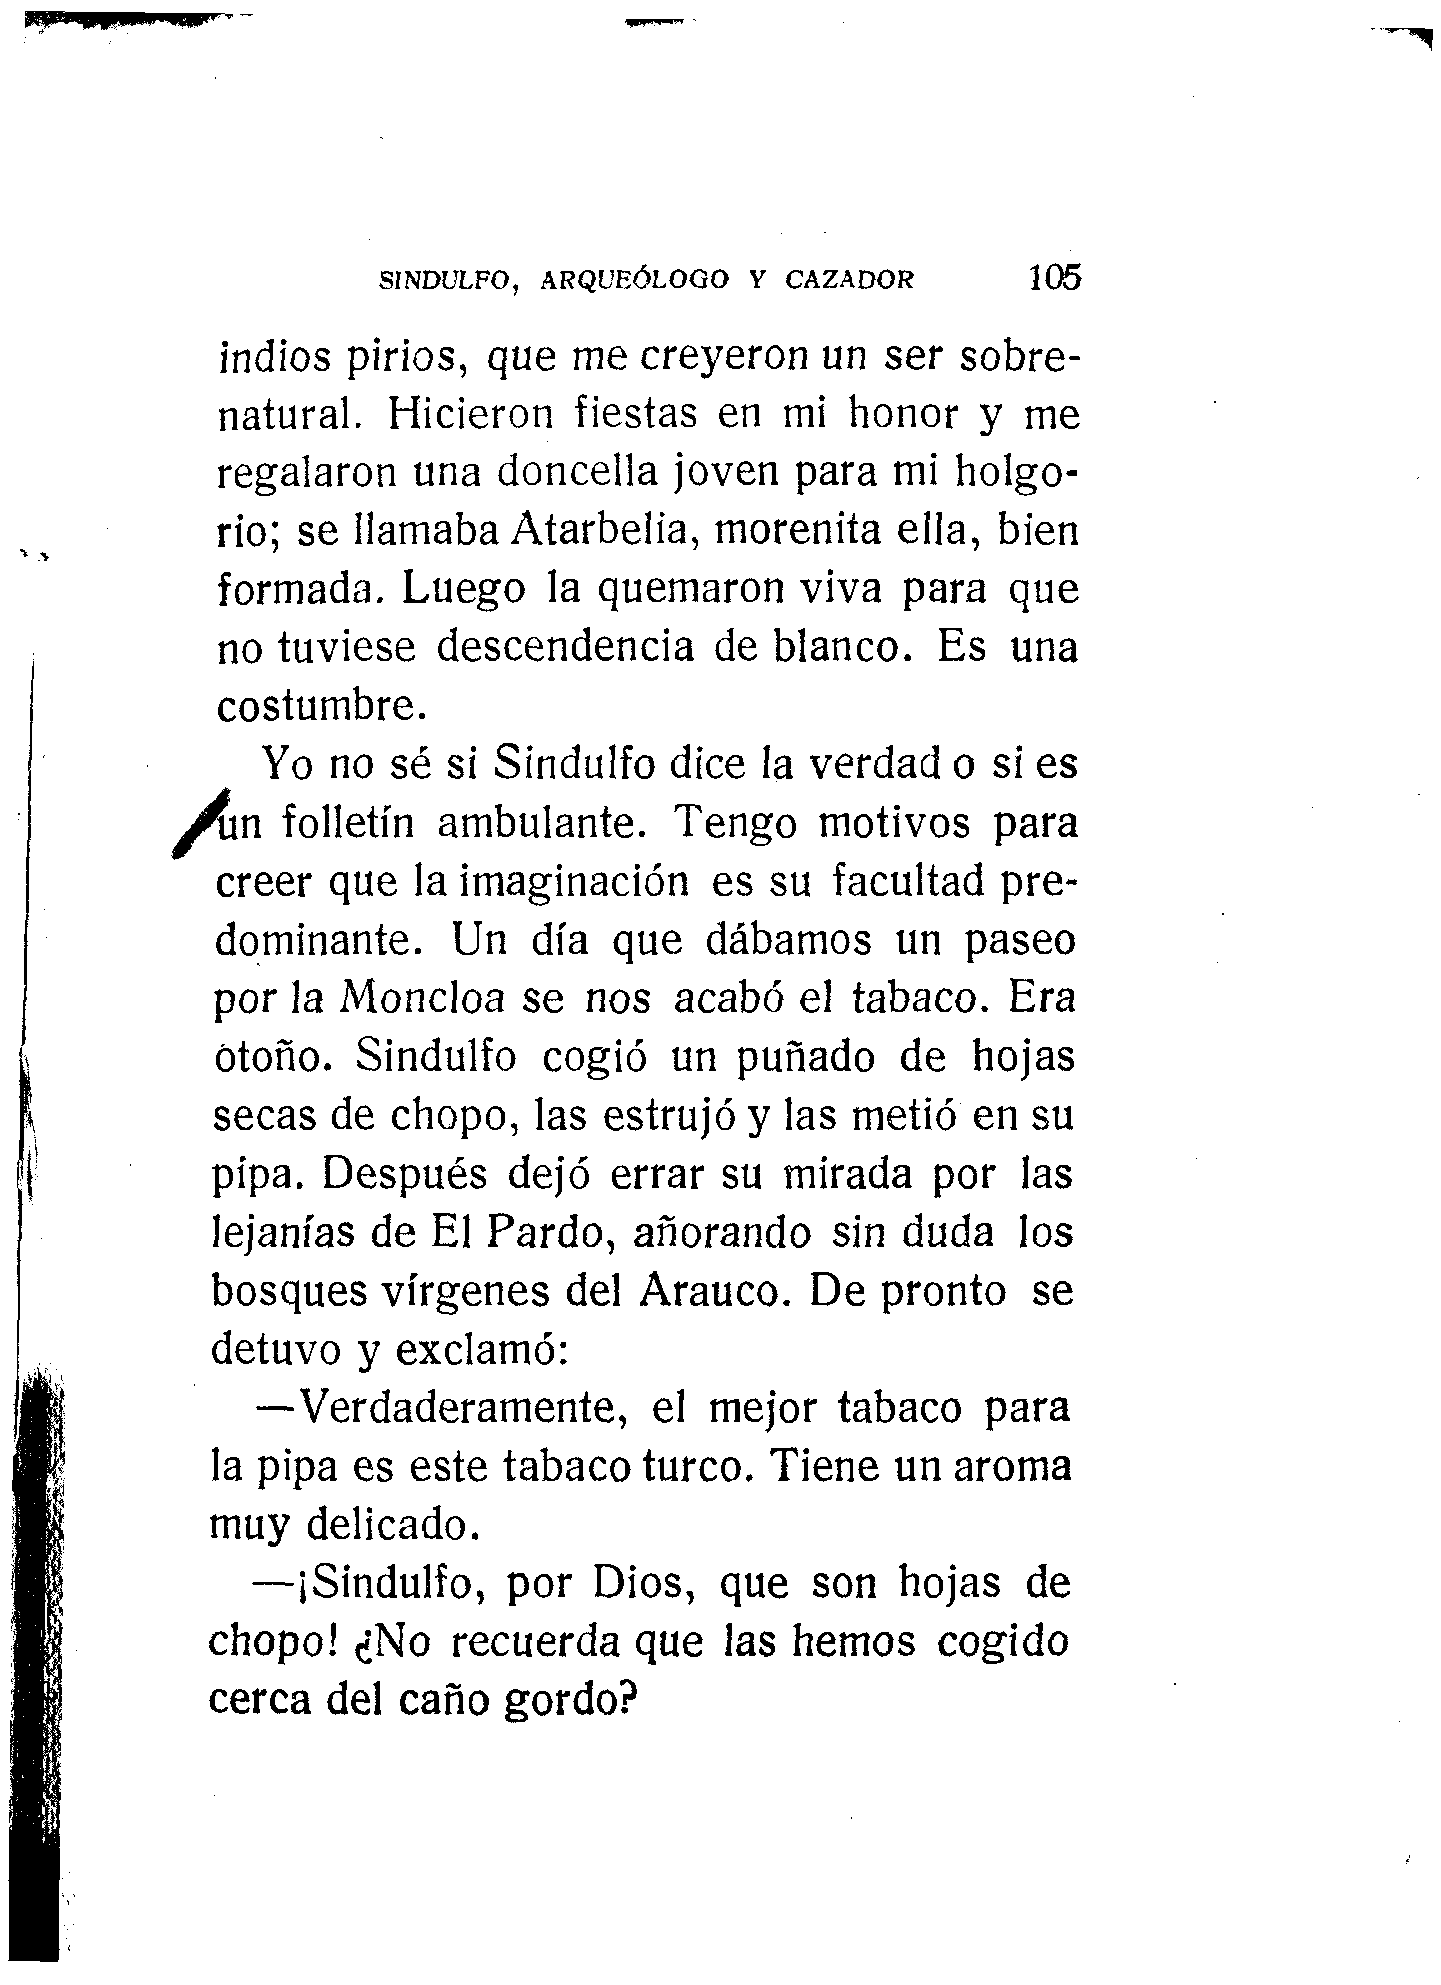 SINDULFO, ARQUEÓLOGO Y CAZADOR 105
indios pirios, que me creyeron un ser sobre-
natural. Hicieron fiestas en mi honor y me
regalaron una doncella joven para mi holgo-
rio; se llamaba Atarbelia, morenita ella, bien
formada. Luego la quemaron viva para que
no tuviese descendencia de blanco. Es una
costumbre.
Yo no sé si Sindulfo dice la verdad o si es
un folletín ambulante. Tengo motivos para
creer que la imaginación es su facultad pre-
dominante. Un día que dábamos un paseo
por la Moncloa se nos acabó el tabaco. Era
otoño. Sindulfo cogió un puñado de hojas
secas de chopo, las estrujó y las metió en su
pipa. Después dejó errar su mirada por las
lejanías de El Pardo, añorando sin duda los
bosques vírgenes del Arauco. De pronto se
detuvo y exclamó:
—Verdaderamente, el mejor tabaco para
la pipa es este tabaco turco. Tiene un aroma
muy delicado.
—¡Sindulfo, por Dios, que son hojas de
chopo! ¿No recuerda que las hemos cogido
cerca del caño gordo?